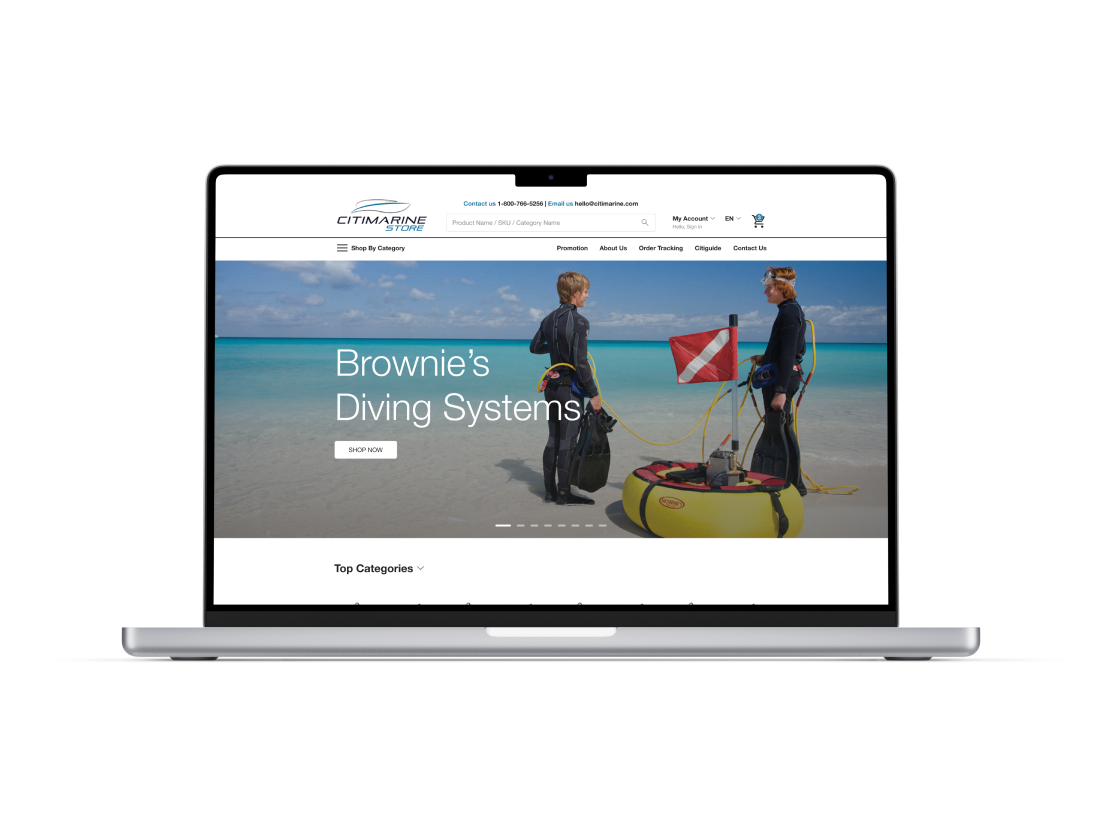 Contact us 1-800-766-5256 | Email us hello@citimarine.com
CITIMARINE
STORE
Product Name / SKU / Category Name
My Account
Hello, Sign In
EN
Shop By Category
Promotion
About Us
Order Tracking
Citiguide
Contact Us
Brownie’s
Diving Systems
SHOP NOW
Top Categories